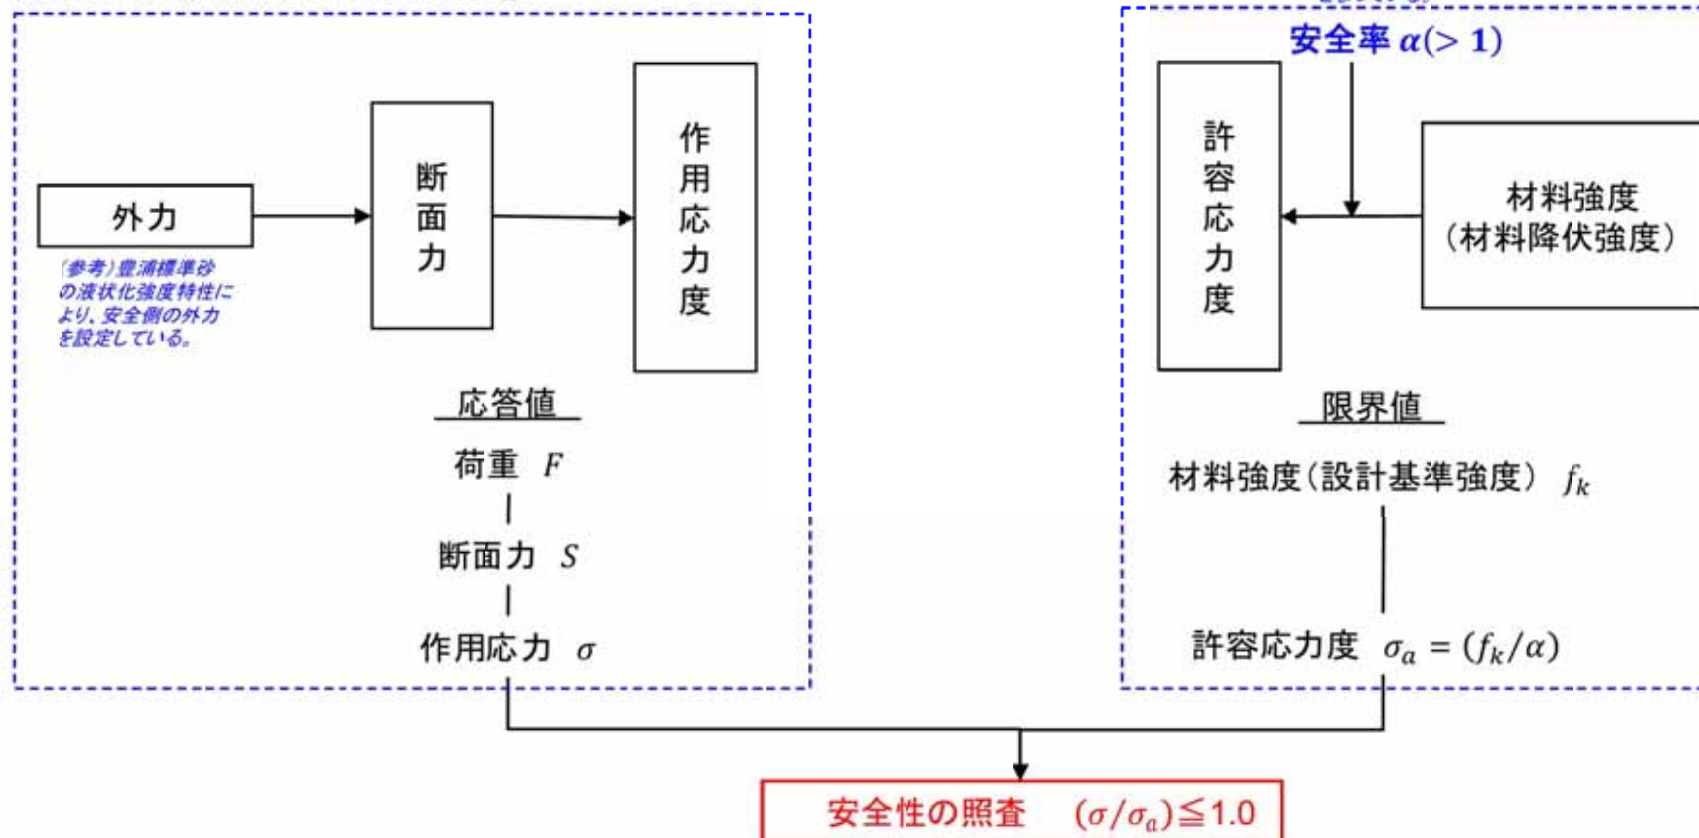 安全率 α(> 1)
外力
断面力
作用応力度
(参考)豊浦標準砂
の液状化強度特性に
より、安全側の外力
を設定している。
応答値
荷重 F
断面力 S
作用応力 σ
許容応力度
材料強度
(材料降伏強度)
限界値
材料強度(設計基準強度) fₖ
許容応力度 σₐ = (fₖ/α)
安全性の照査 (σ/σₐ)≦1.0